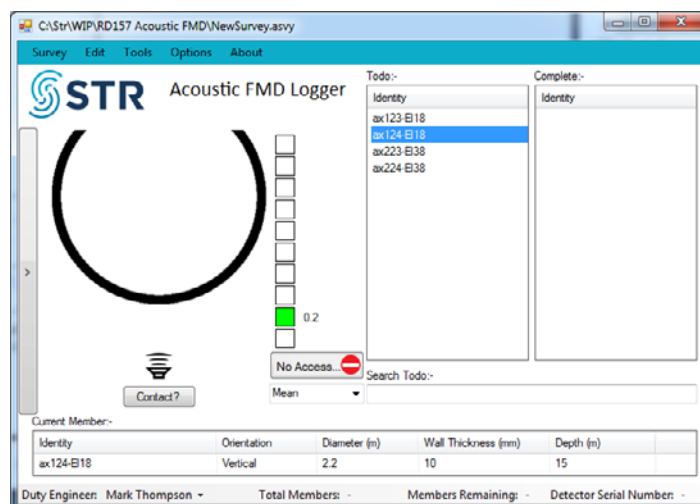 C:\Str\WIP\RD157 Acoustic FMD\NewSurvey.asvy
Survey Edit Tools Options About
STR
Acoustic FMD Logger
Todo:-
Identity
ax123-El18
ax124-El18
ax223-El38
ax224-El38
Complete:-
Identity
0.2
No Access...
Mean
Contact?
Search Todo:-
Current Member:-
Identity Orientation Diameter (m) Wall Thickness (mm) Depth (m)
ax124-El18 Vertical 2.2 10 15
Duty Engineer: Mark Thompson Total Members: - Members Remaining: - Detector Serial Number: -